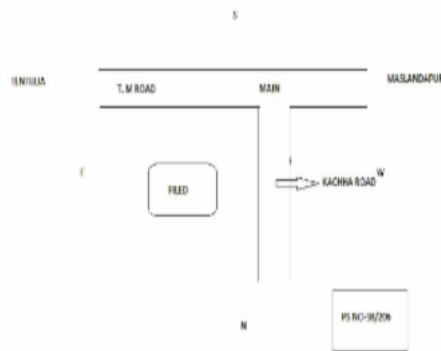 S
TENTULIA
MASLANDAPUR
T. M ROAD
MAIN
E
W
FILED
KACHHA ROAD
PS NO-98/206
N